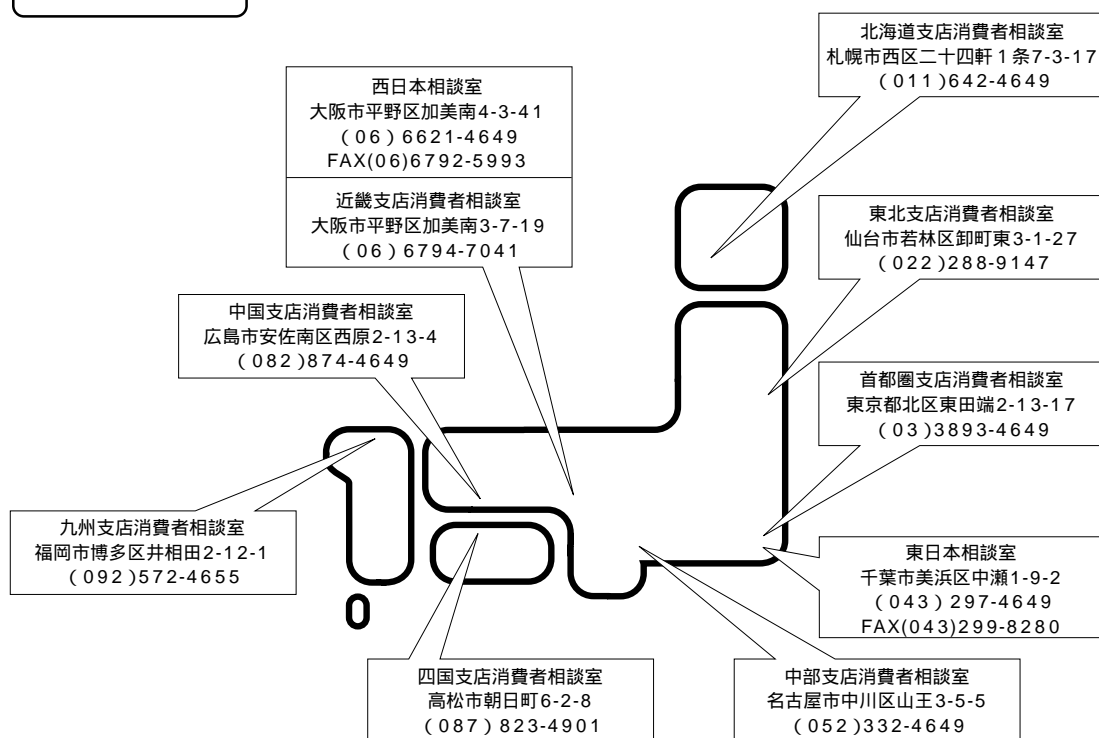 北海道支店消費者相談室
札幌市西区二十四軒１条7-3-17
(011)642-4649
西日本相談室
大阪市平野区加美南4-3-41
(06)6621-4649
FAX(06)6792-5993
近畿支店消費者相談室
大阪市平野区加美南3-7-19
(06)6794-7041
東北支店消費者相談室
仙台市若林区卸町東3-1-27
(022)288-9147
中国支店消費者相談室
広島市安佐南区西原2-13-4
(082)874-4649
首都圏支店消費者相談室
東京都北区東田端2-13-17
(03)3893-4649
九州支店消費者相談室
福岡市博多区井相田2-12-1
(092)572-4655
東日本相談室
千葉市美浜区中瀬1-9-2
(043)297-4649
FAX(043)299-8280
四国支店消費者相談室
高松市朝日町6-2-8
(087)823-4901
中部支店消費者相談室
名古屋市中川区山王3-5-5
(052)332-4649